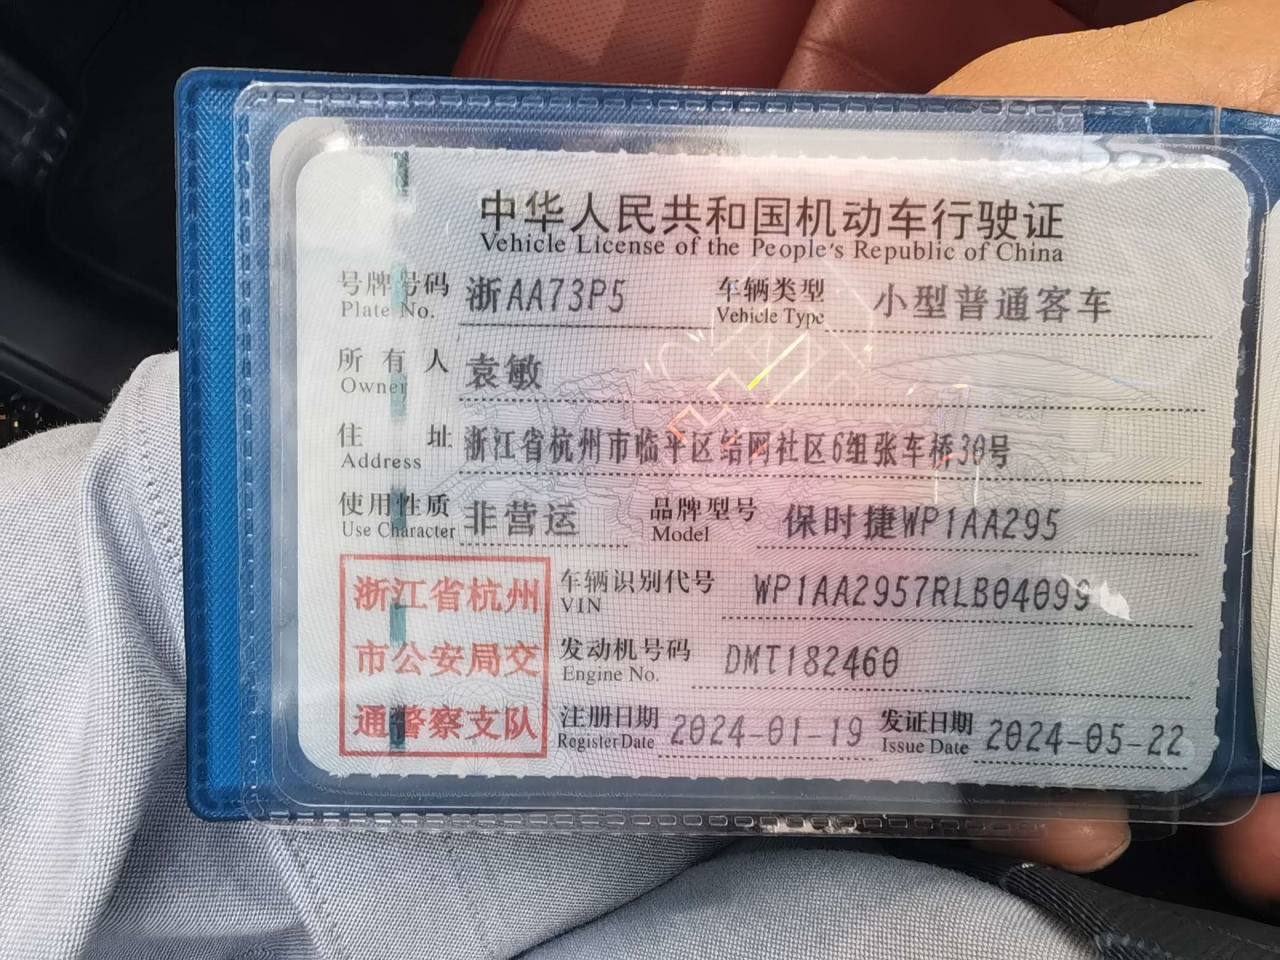 中华人民共和国机动车行驶证
Vehicle License of the People's Republic of China
号牌号码 浙AA73P5 车辆类型 小型普通客车
Plate No. Vehicle Type
所有人 袁敏
Owner
住址 浙江省杭州市临平区结网社区6组张车桥30号
Address
使用性质 非营运 品牌型号 保时捷WP1AA295
Use Character Model
浙江省杭州
市公安局交
通警察支队
车辆识别代号 WP1AA2957RLB04099
VIN
发动机号码 DMT182460
Engine No.
注册日期 2024-01-19 发证日期 2024-05-22
Register Date Issue Date